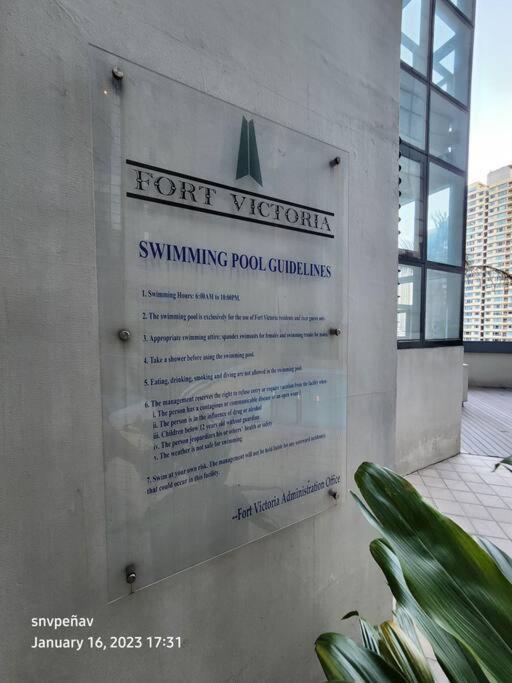 FORT VICTORIA
SWIMMING POOL GUIDELINES
1. Swimming Hours: 6:00AM to 10:00PM.
2. The swimming pool is exclusively for the use of Fort Victoria residents and their guests only.
3. Appropriate swimming attire; spandex swimsuits for females and swimming trunks for males.
4. Take a shower before using the swimming pool.
5. Eating, drinking, smoking and diving are not allowed in the swimming pool.
6. The management reserves the right to refuse entry or require vacation from the facility when
i. The person has a contagious or communicable disease or an open wound
ii. The person is in the influence of drug or alcohol
iii. Children below 12 years old without guardian
iv. The person jeopardizes his or others' health or safety
v. The weather is not safe for swimming
7. Swim at your own risk. The management will not be held liable for any untoward incidents
that could occur in this facility.
--Fort Victoria Administration Office
snvpeñav
January 16, 2023 17:31